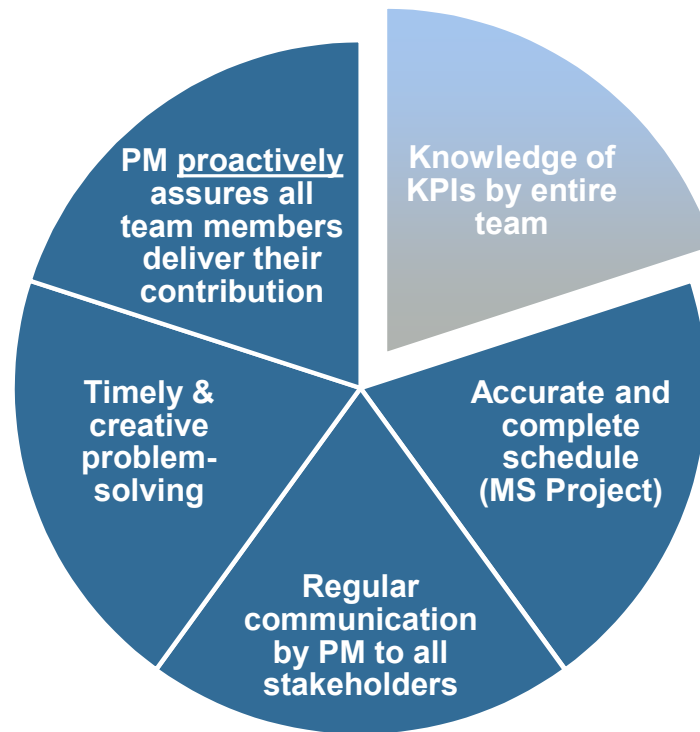 PM proactively
assures all
team members
deliver their
contribution
Knowledge of
KPIs by entire
team
Accurate and
complete
schedule
(MS Project)
Regular
communication
by PM to all
stakeholders
Timely &
creative
problem-
solving